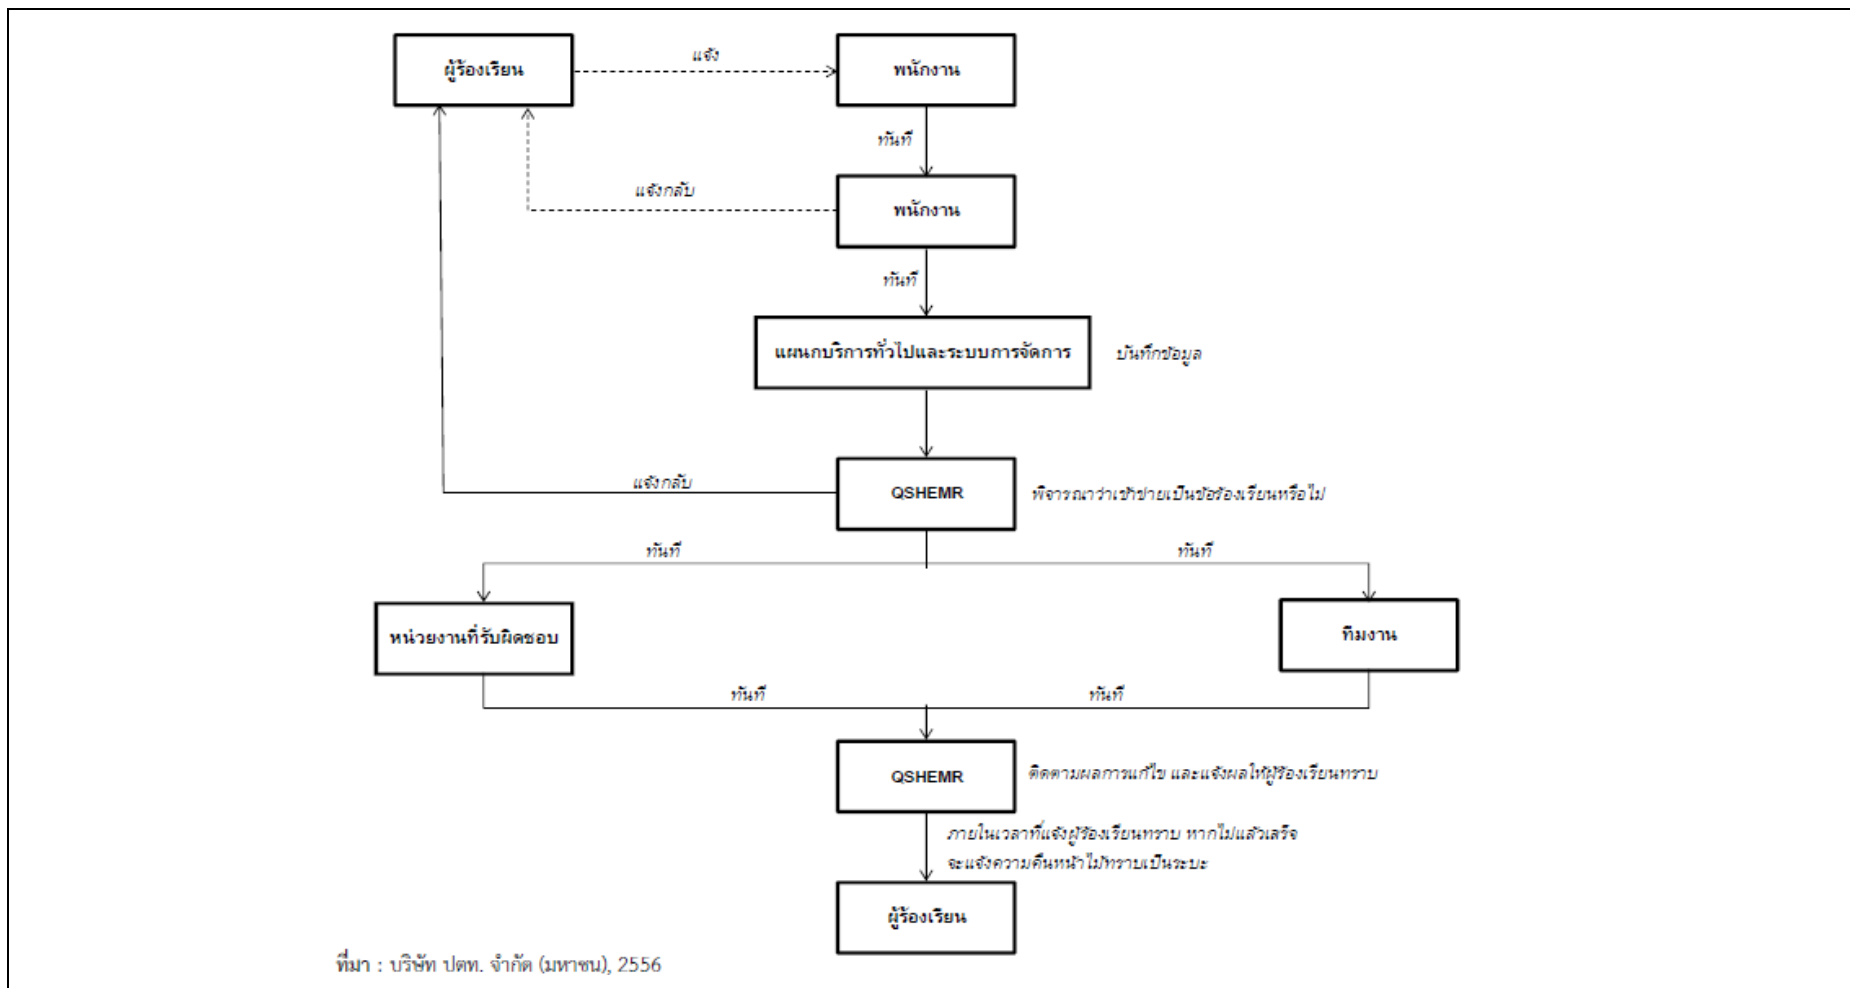 ผู้ร้องเรียน
แจ้ง
พนักงาน
ทันที
แจ้งกลับ
พนักงาน
ทันที
แผนกบริการทั่วไปและระบบการจัดการ
บันทึกข้อมูล
แจ้งกลับ
QSHEMR
พิจารณาว่าเข้าข่ายเป็นข้อร้องเรียนหรือไม่
ทันที
ทันที
หน่วยงานที่รับผิดชอบ
ทีมงาน
ทันที
ทันที
QSHEMR
ติดตามผลการแก้ไข และแจ้งผลให้ผู้ร้องเรียนทราบ
ภายในเวลาที่แจ้งผู้ร้องเรียนทราบ หากไม่แล้วเสร็จ
จะแจ้งความคืบหน้าไม้ทราบเป็นระยะ
ผู้ร้องเรียน
ที่มา : บริษัท ปตท. จำกัด (มหาชน), 2556